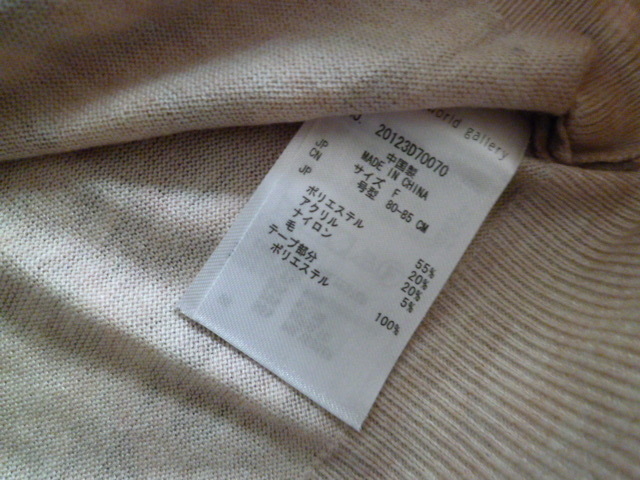 orld gallery
20123D70070
JP 中国製
CN MADE IN CHINA
JP サイズ F
号型 80-85 CM
ポリエステル 55%
アクリル 20%
ナイロン 20%
毛 5%
テープ部分
ポリエステル 100%